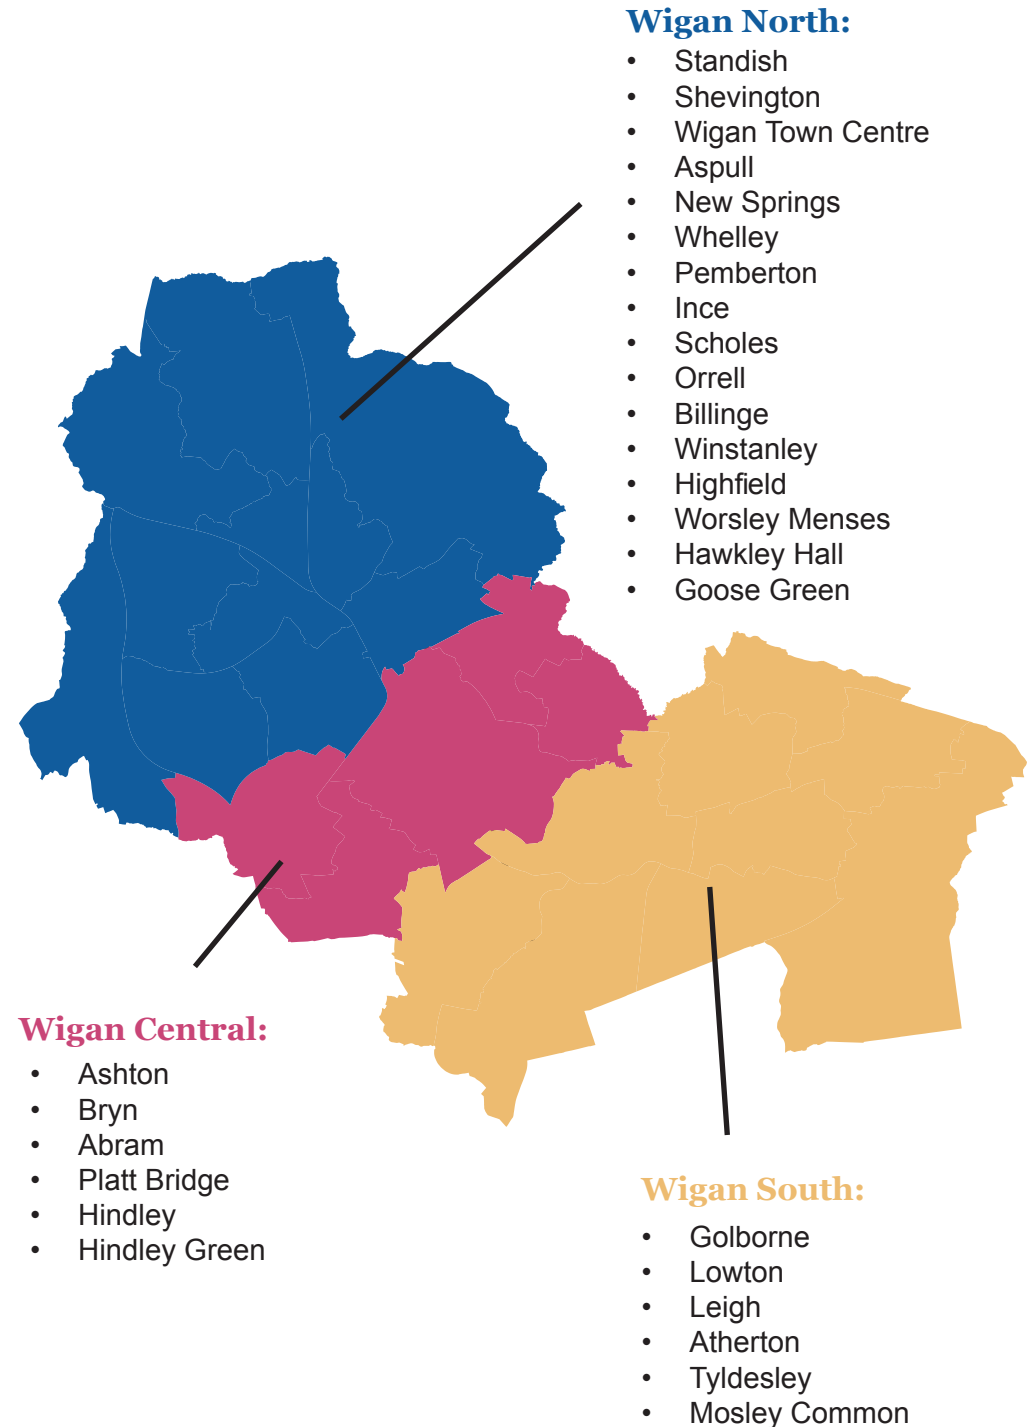 Wigan North:
• Standish
• Shevington
• Wigan Town Centre
• Aspull
• New Springs
• Whelley
• Pemberton
• Ince
• Scholes
• Orrell
• Billinge
• Winstanley
• Highfield
• Worsley Menses
• Hawkley Hall
• Goose Green
Wigan Central:
• Ashton
• Bryn
• Abram
• Platt Bridge
• Hindley
• Hindley Green
Wigan South:
• Golborne
• Lowton
• Leigh
• Atherton
• Tyldesley
• Mosley Common